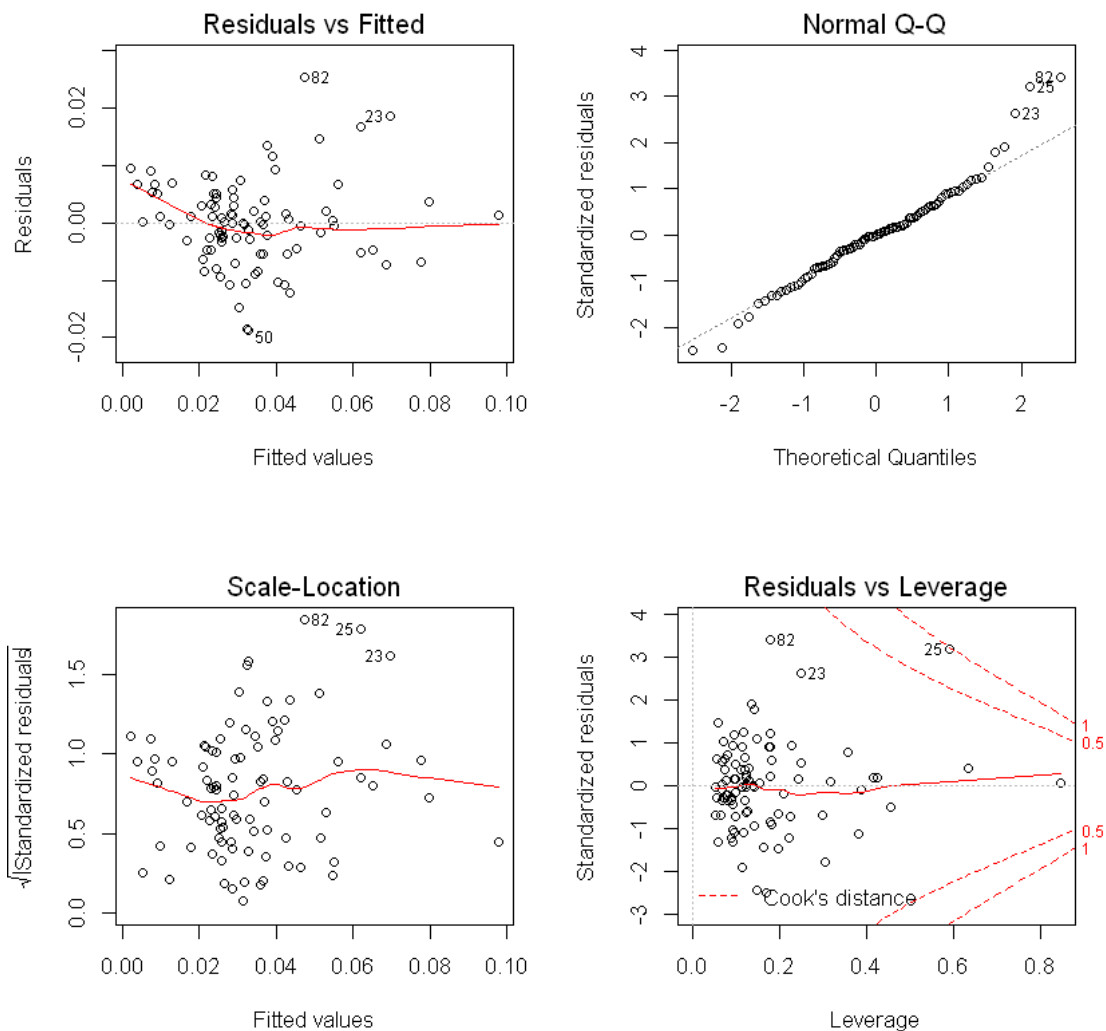 Residuals vs Fitted
Residuals
0.02
0.00
-0.02
82
23
50
0.00 0.02 0.04 0.06 0.08 0.10
Fitted values
Normal Q-Q
Standardized residuals
4
3
2
1
0
-1
-2
82
25
23
-2 -1 0 1 2
Theoretical Quantiles
Scale-Location
√|Standardized residuals|
1.5
1.0
0.5
0.0
82
25
23
0.00 0.02 0.04 0.06 0.08 0.10
Fitted values
Residuals vs Leverage
Standardized residuals
4
3
2
1
0
-1
-2
-3
82
25
23
1
0.5
0.5
1
Cook's distance
0.0 0.2 0.4 0.6 0.8
Leverage